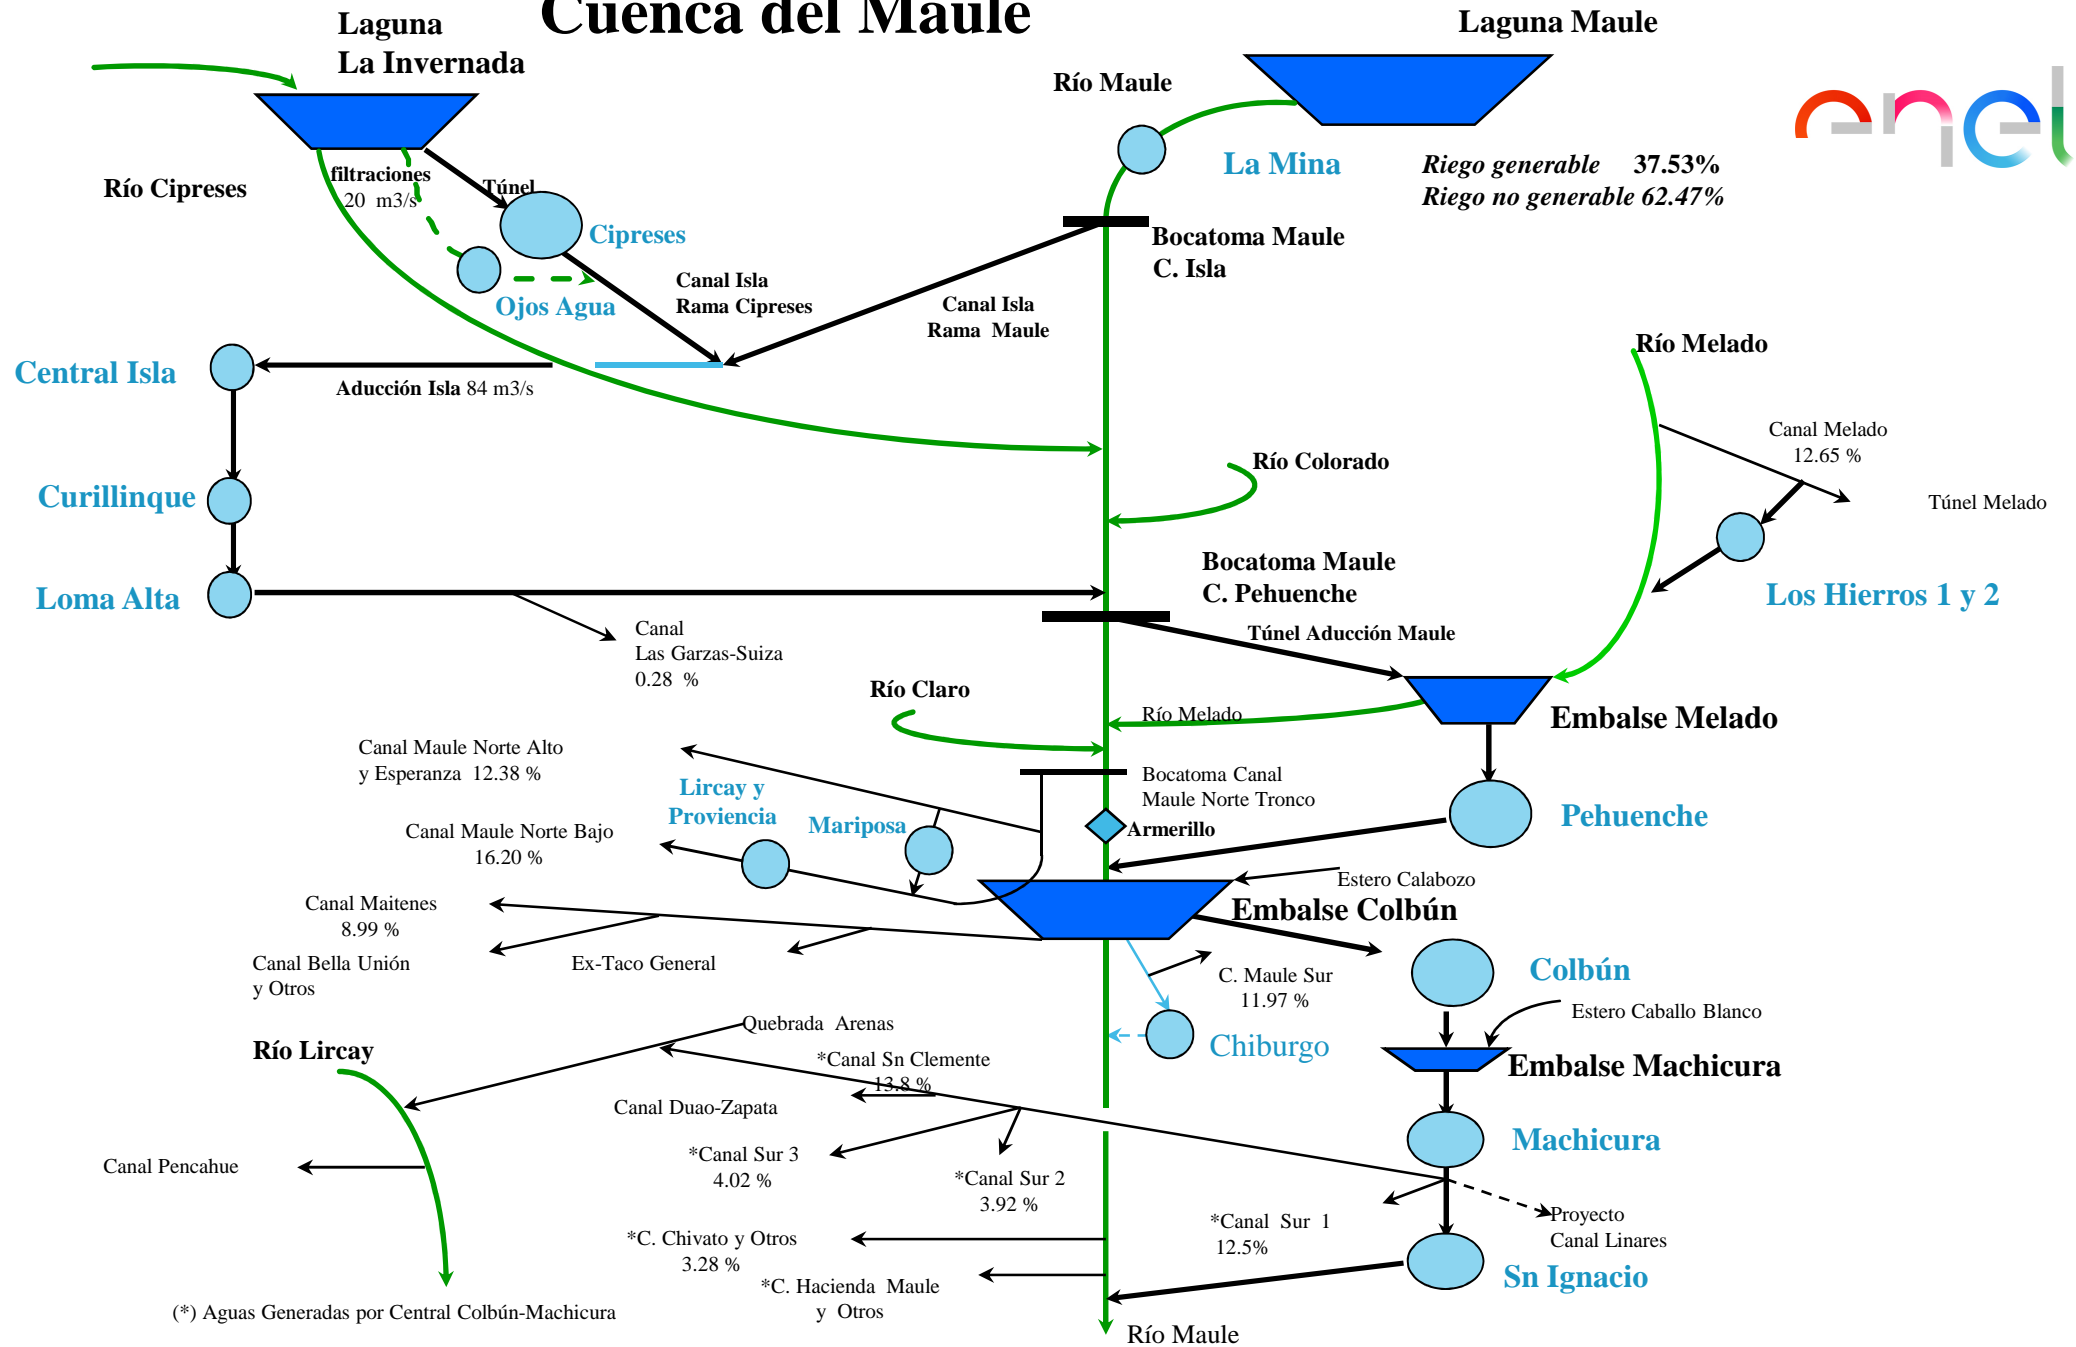 Cuenca del Maule
Laguna
La Invernada
Laguna Maule
Río Maule
enel
La Mina
Riego generable 37.53%
Riego no generable 62.47%
Río Cipreses
filtraciones
20 m3/s
Túnel
Cipreses
Bocatoma Maule
C. Isla
Ojos Agua
Canal Isla
Rama Cipreses
Canal Isla
Rama Maule
Río Melado
Central Isla
Aducción Isla 84 m3/s
Canal Melado
12.65 %
Río Colorado
Curillinque
Túnel Melado
Bocatoma Maule
C. Pehuenche
Loma Alta
Los Hierros 1 y 2
Canal
Las Garzas-Suiza
0.28 %
Túnel Aducción Maule
Río Claro
Río Melado
Embalse Melado
Canal Maule Norte Alto
y Esperanza 12.38 %
Lircay y
Proviencia
Mariposa
Bocatoma Canal
Maule Norte Tronco
Armerillo
Pehuenche
Canal Maule Norte Bajo
16.20 %
Estero Calabozo
Canal Maitenes
8.99 %
Embalse Colbún
Canal Bella Unión
y Otros
Ex-Taco General
C. Maule Sur
11.97 %
Colbún
Estero Caballo Blanco
Quebrada Arenas
Río Lircay
*Canal Sn Clemente
13.8 %
Chiburgo
Embalse Machicura
Canal Duao-Zapata
Machicura
*Canal Sur 3
4.02 %
Canal Pencahue
*Canal Sur 2
3.92 %
*Canal Sur 1
12.5%
Proyecto
Canal Linares
*C. Chivato y Otros
3.28 %
*C. Hacienda Maule
y Otros
Sn Ignacio
(*) Aguas Generadas por Central Colbún-Machicura
Río Maule